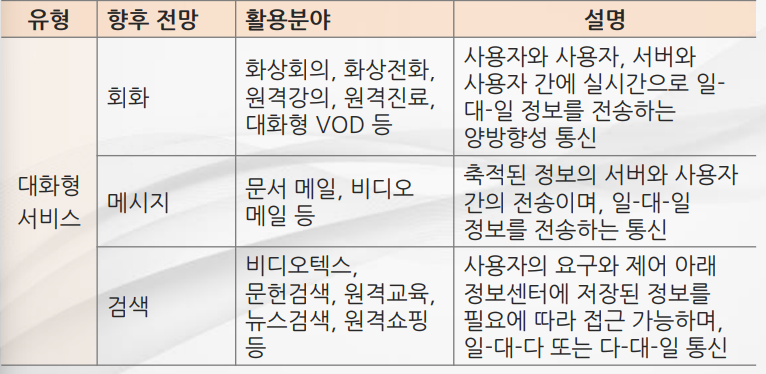 유형 향후 전망 활용분야 설명
대화형
서비스
회화
화상회의, 화상전화,
원격강의, 원격진료,
대화형 VOD 등
사용자와 사용자, 서버와
사용자 간에 실시간으로 일-
대-일 정보를 전송하는
양방향성 통신
메시지
문서 메일, 비디오
메일 등
축적된 정보의 서버와 사용자
간의 전송이며, 일-대-일
정보를 전송하는 통신
검색
비디오텍스,
문헌검색, 원격교육,
뉴스검색, 원격쇼핑
등
사용자의 요구와 제어 아래
정보센터에 저장된 정보를
필요에 따라 접근 가능하며,
일-대-다 또는 다-대-일 통신